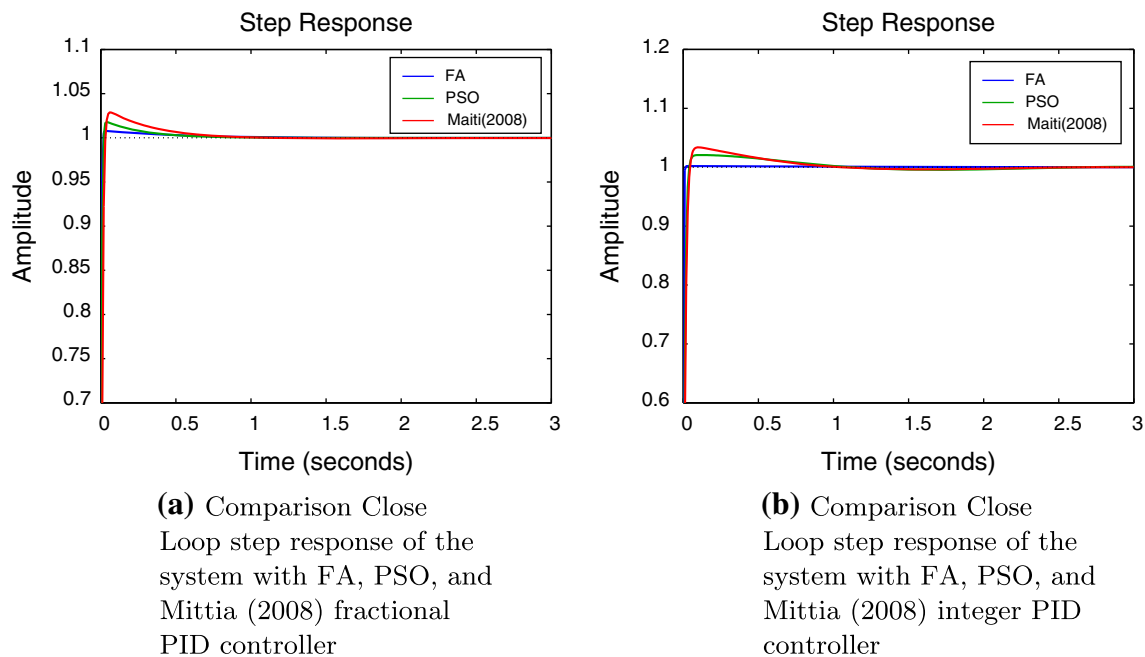 Step Response
1.1
1.05
1
0.95
0.9
0.85
0.8
0.75
0.7
Amplitude
FA
PSO
Maiti(2008)
0 0.5 1 1.5 2 2.5 3
Time (seconds)
(a) Comparison Close
Loop step response of the
system with FA, PSO, and
Mittia (2008) fractional
PID controller
Step Response
1.2
1.1
1
0.9
0.8
0.7
0.6
Amplitude
FA
PSO
Maiti(2008)
0 0.5 1 1.5 2 2.5 3
Time (seconds)
(b) Comparison Close
Loop step response of the
system with FA, PSO, and
Mittia (2008) integer PID
controller